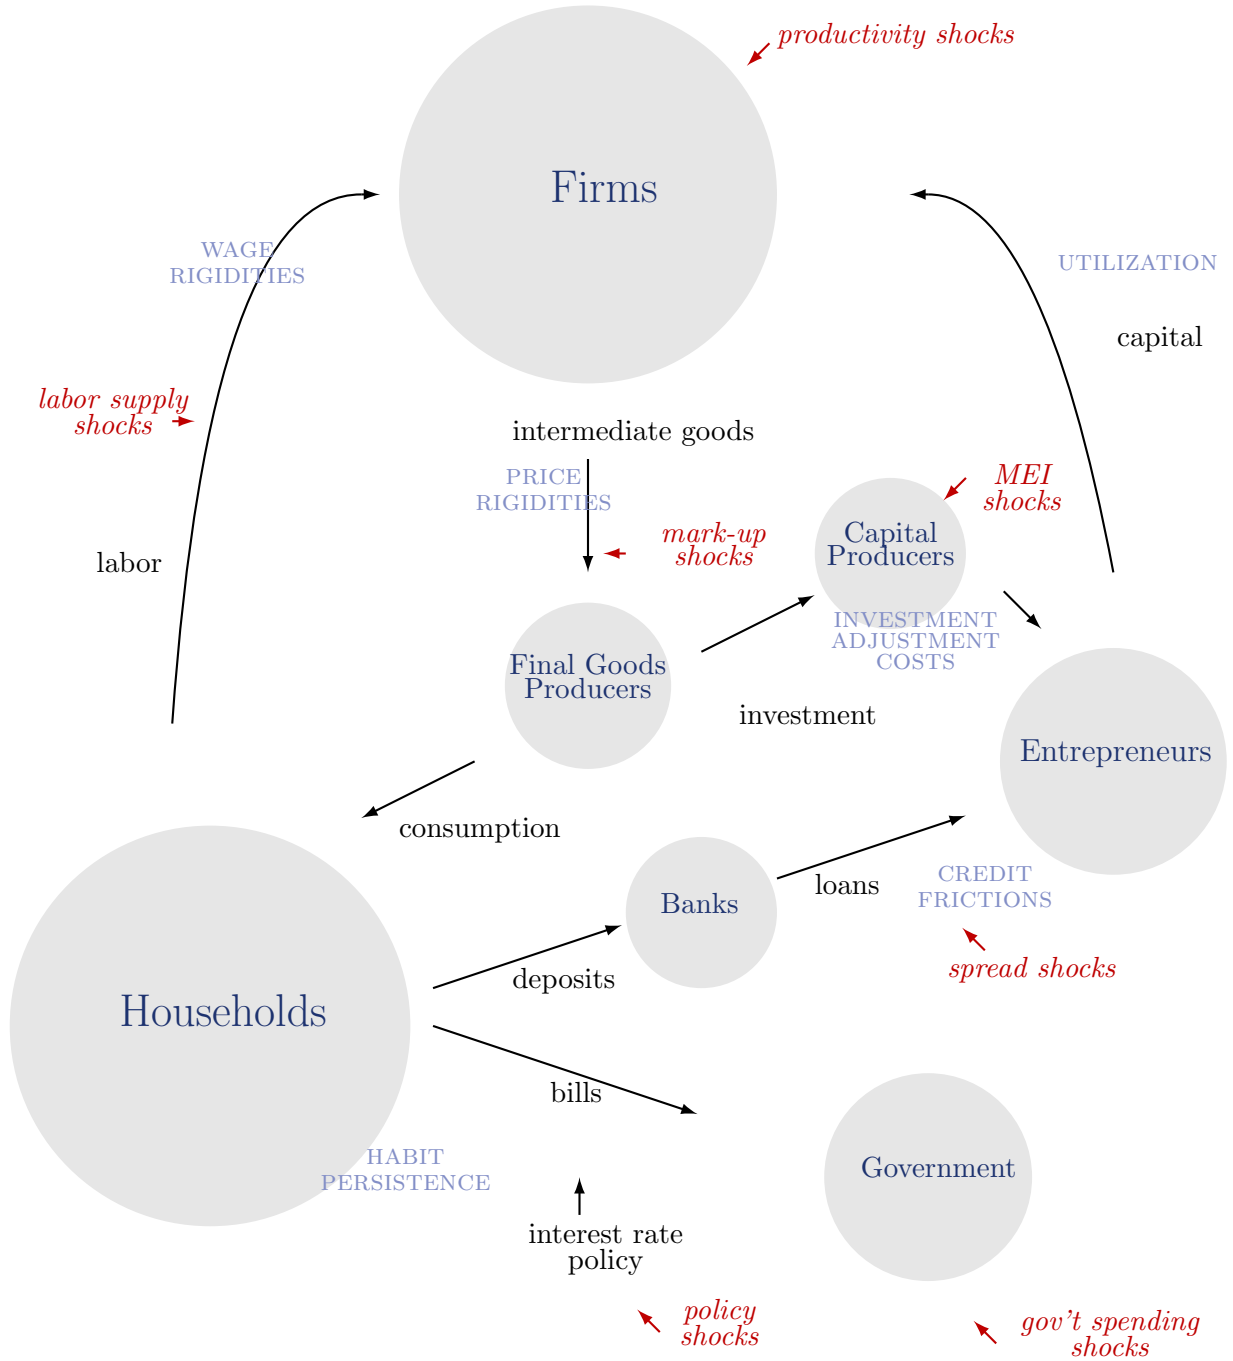 productivity shocks
Firms
WAGE
RIGIDITIES
UTILIZATION
capital
labor supply
shocks
intermediate goods
PRICE
RIGIDITIES
MEI
shocks
mark-up
shocks
Capital
Producers
labor
INVESTMENT
ADJUSTMENT
COSTS
Final Goods
Producers
investment
Entrepreneurs
consumption
loans
CREDIT
FRICTIONS
Banks
spread shocks
deposits
Households
bills
HABIT
PERSISTENCE
Government
interest rate
policy
policy
shocks
gov't spending
shocks